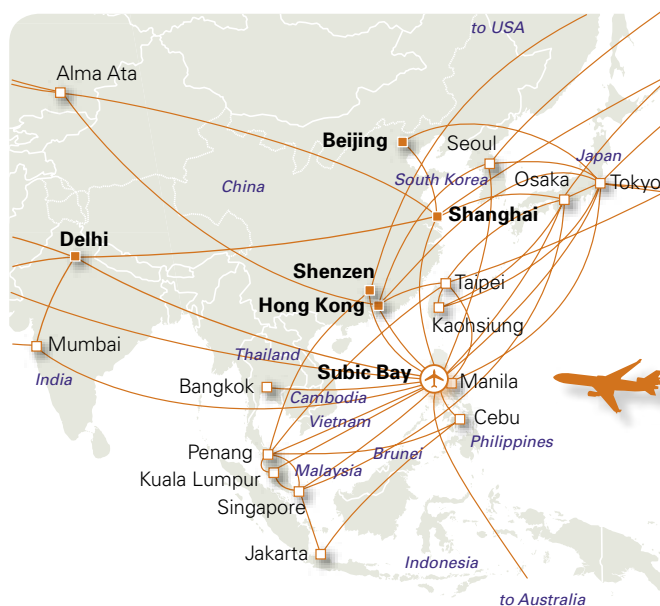 to USA
Alma Ata
Beijing
Seoul
Japan
China
South Korea
Osaka
Tokyo
Shanghai
Delhi
Shenzen
Taipei
Hong Kong
Kaohsiung
Mumbai
Thailand
India
Bangkok
Subic Bay
Manila
Cambodia
Vietnam
Cebu
Philippines
Penang
Brunei
Kuala Lumpur
Malaysia
Singapore
Jakarta
Indonesia
to Australia